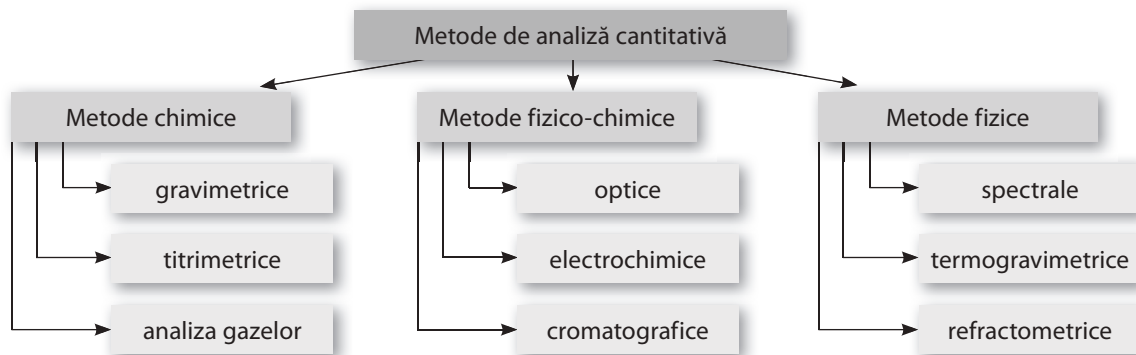 Metode de analiză cantitativă
Metode chimice
gravimetrice
titrimetrice
analiza gazelor
Metode fizico-chimice
optice
electrochimice
cromatografice
Metode fizice
spectrale
termogravimetrice
refractometrice